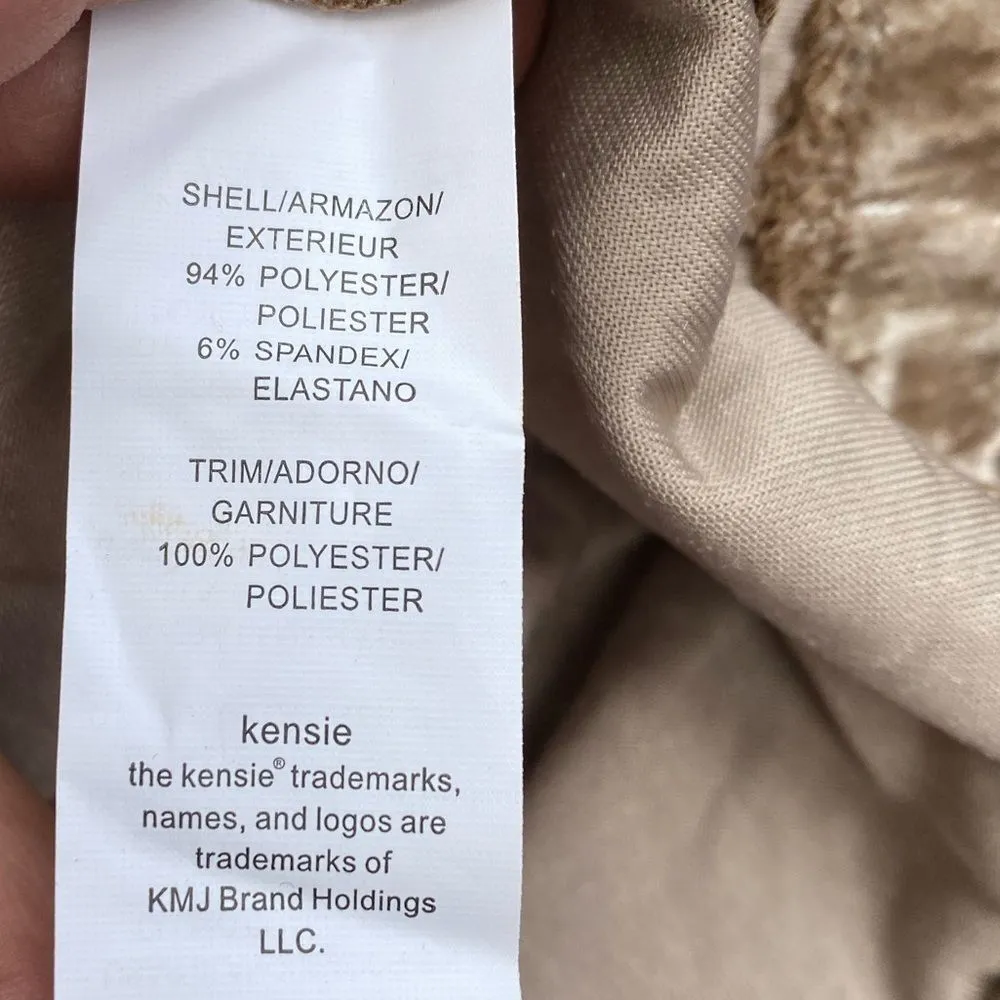 SHELL/ARMAZON/
EXTERIEUR
94% POLYESTER/
POLIESTER
6% SPANDEX/
ELASTANO
TRIM/ADORNO/
GARNITURE
100% POLYESTER/
POLIESTER
kensie
the kensie® trademarks,
names, and logos are
trademarks of
KMJ Brand Holdings
LLC.